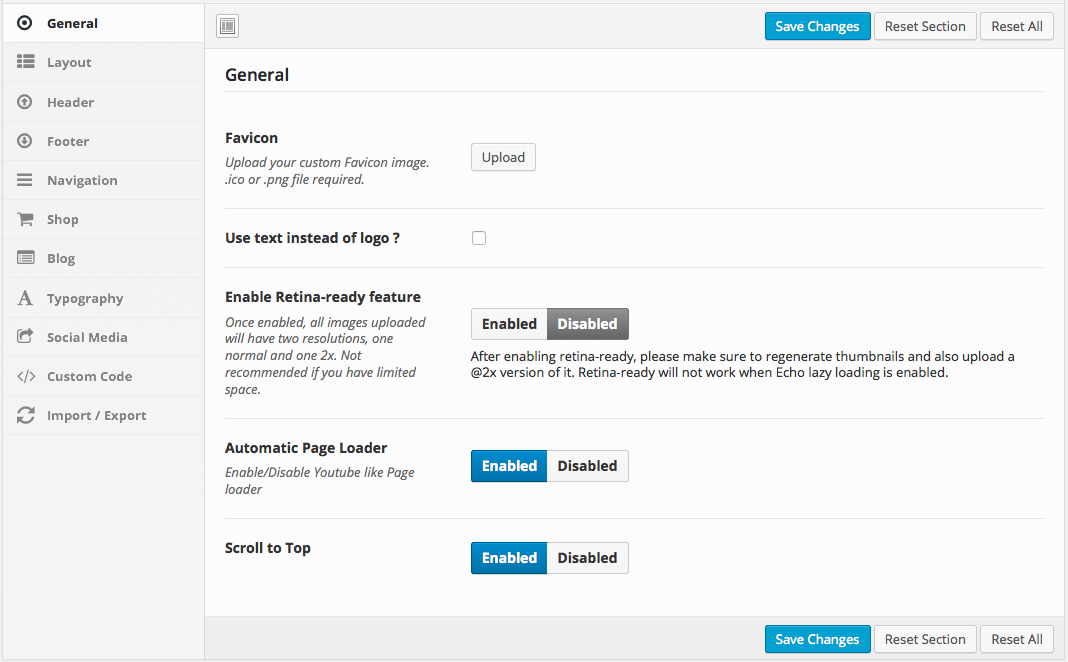 General
Layout
Header
Footer
Navigation
Shop
Blog
Typography
Social Media
Custom Code
Import / Export
Save Changes
Reset Section
Reset All
General
Favicon
Upload your custom Favicon image.
.ico or .png file required.
Upload
Use text instead of logo ?
Enable Retina-ready feature
Once enabled, all images uploaded
will have two resolutions, one
normal and one 2x. Not
recommended if you have limited
space.
Enabled
Disabled
After enabling retina-ready, please make sure to regenerate thumbnails and also upload a
@2x version of it. Retina-ready will not work when Echo lazy loading is enabled.
Automatic Page Loader
Enable/Disable Youtube like Page
loader
Enabled
Disabled
Scroll to Top
Enabled
Disabled
Save Changes
Reset Section
Reset All